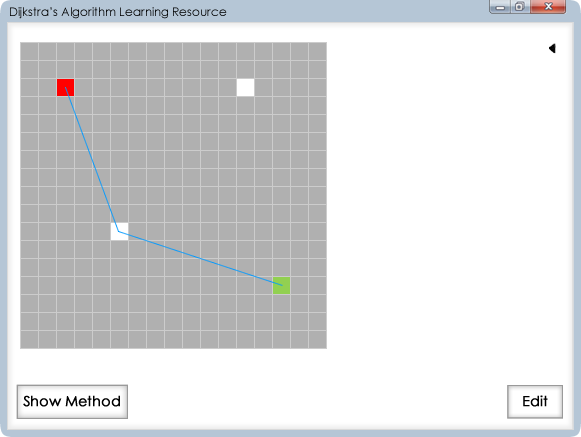 Dijkstra's Algorithm Learning Resource
Show Method
Edit